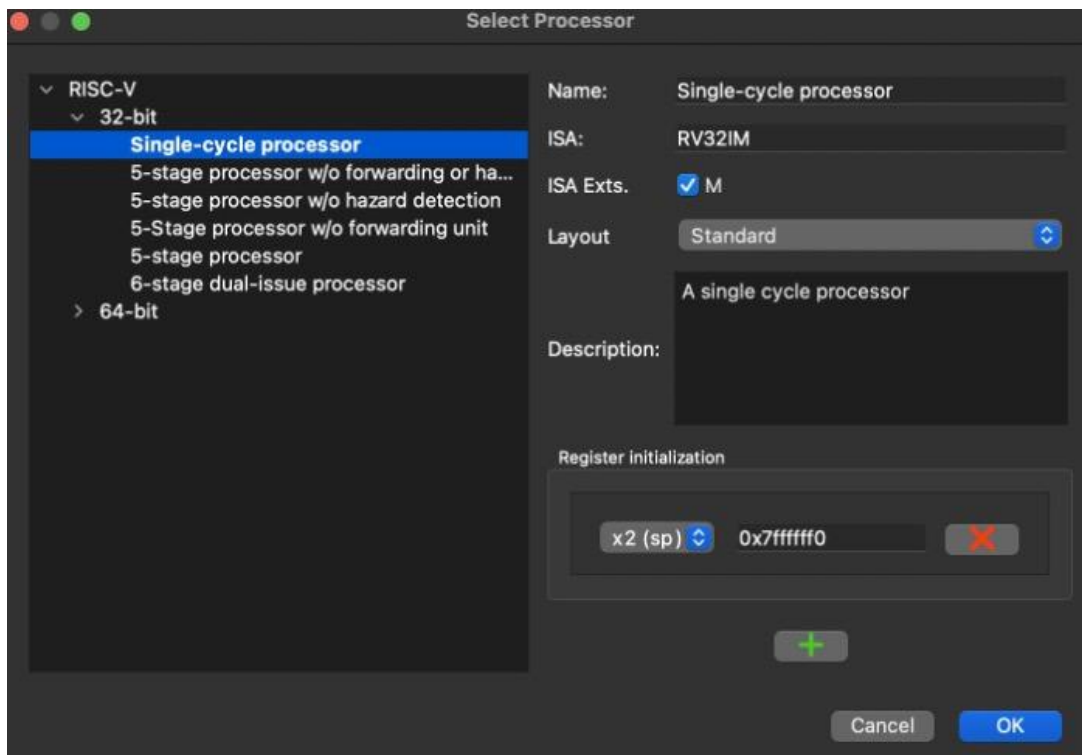 Select Processor
RISC-V
32-bit
Single-cycle processor
5-stage processor w/o forwarding or ha...
5-stage processor w/o hazard detection
5-Stage processor w/o forwarding unit
5-stage processor
6-stage dual-issue processor
64-bit
Name: Single-cycle processor
ISA: RV32IM
ISA Exts. M
Layout Standard
Description: A single cycle processor
Register initialization
x2 (sp) 0x7ffffff0
Cancel OK